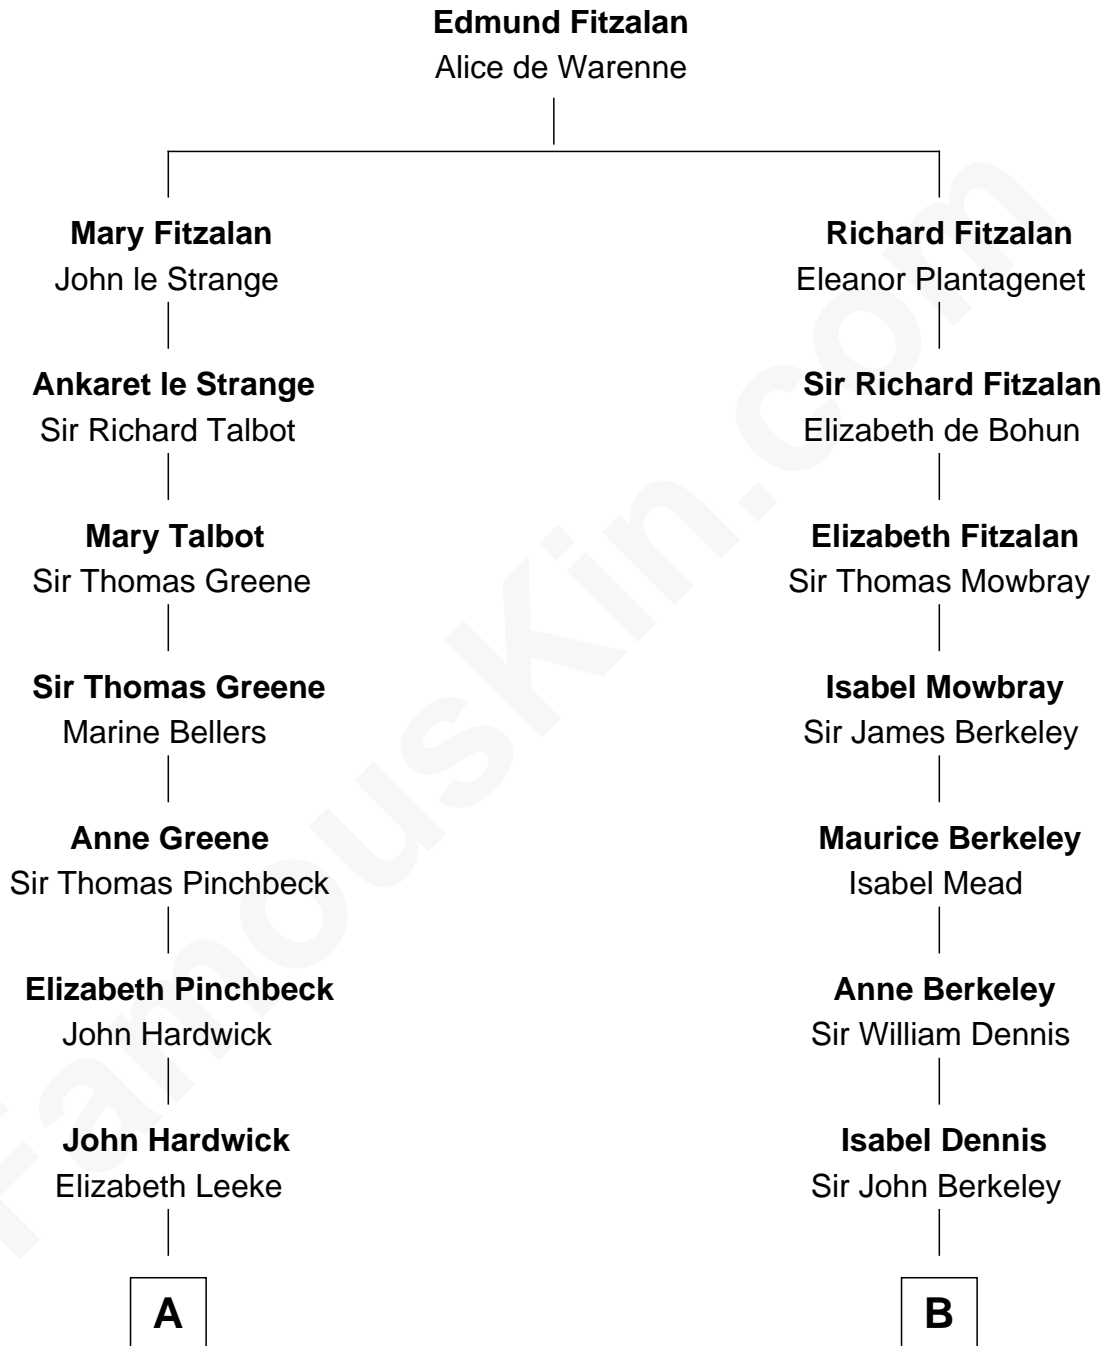 Edmund Fitzalan
Alice de Warenne
Mary Fitzalan
John le Strange
Richard Fitzalan
Eleanor Plantagenet
Ankaret le Strange
Sir Richard Talbot
Sir Richard Fitzalan
Elizabeth de Bohun
Mary Talbot
Sir Thomas Greene
Elizabeth Fitzalan
Sir Thomas Mowbray
Sir Thomas Greene
Marine Bellers
Isabel Mowbray
Sir James Berkeley
Anne Greene
Sir Thomas Pinchbeck
Maurice Berkeley
Isabel Mead
Elizabeth Pinchbeck
John Hardwick
Anne Berkeley
Sir William Dennis
John Hardwick
Elizabeth Leeke
Isabel Dennis
Sir John Berkeley
A
B
FamousKin.com